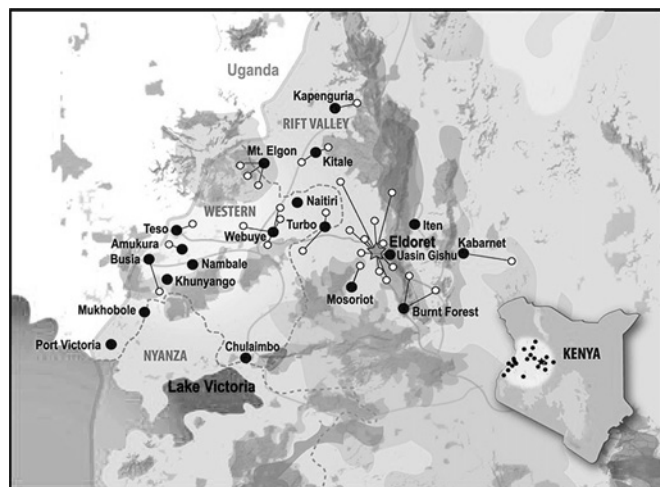 Uganda
Kapenguria
RIFT VALLEY
Mt. Elgon
Kitale
Naitiri
WESTERN
Teso
Turbo
Iten
Amukura
Webuye
Eldoret
Kabarnet
Busia
Nambale
Uasin Gishu
Khunyango
Mosoriot
Mukhobole
Burnt Forest
Port Victoria
NYANZA
Chulaimbo
KENYA
Lake Victoria